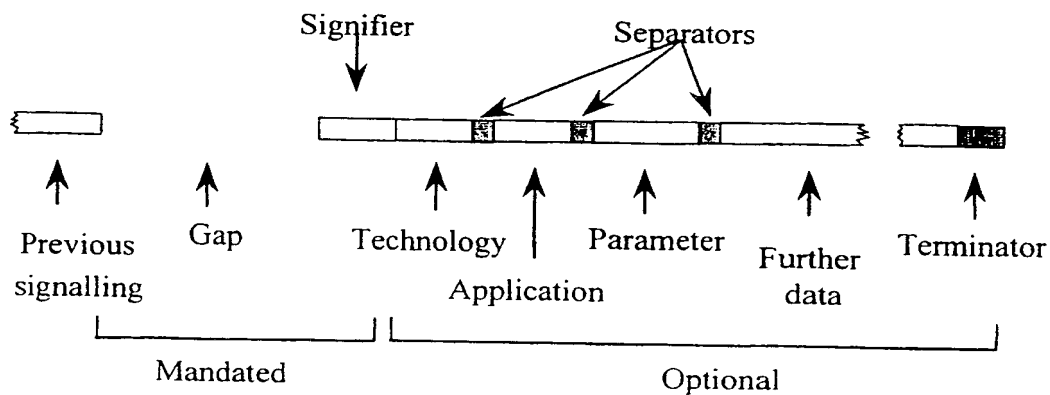 Signifier
Separators
Previous
signalling
Gap
Technology
Application
Parameter
Further
data
Terminator
Mandated
Optional